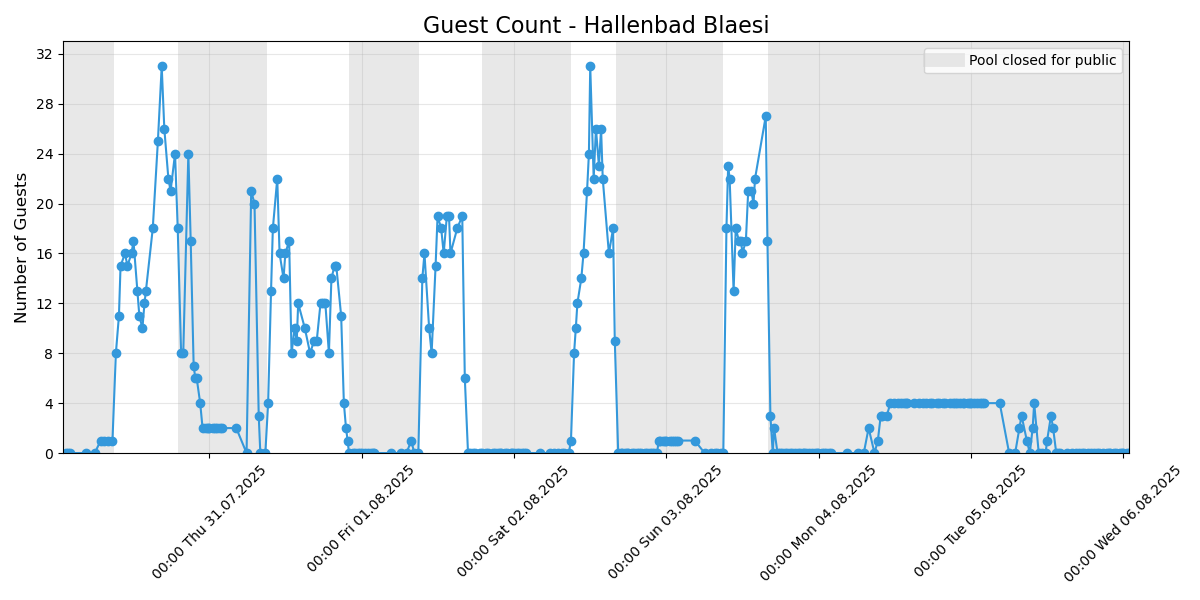 Guest Count - Hallenbad Blaesi
Pool closed for public
Number of Guests
32
28
24
20
16
12
8
4
0
00:00 Thu 31.07.2025
00:00 Fri 01.08.2025
00:00 Sat 02.08.2025
00:00 Sun 03.08.2025
00:00 Mon 04.08.2025
00:00 Tue 05.08.2025
00:00 Wed 06.08.2025